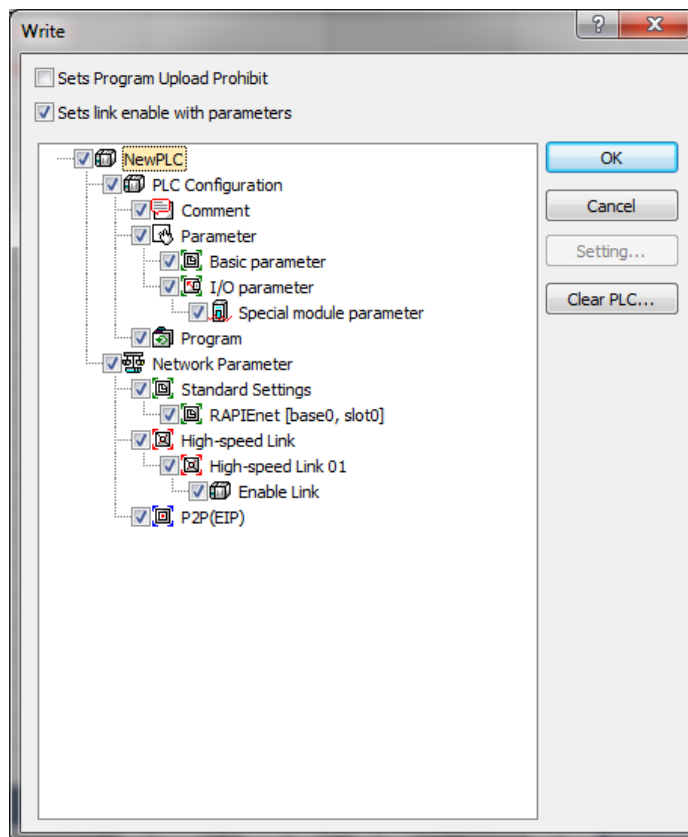 Write
Sets Program Upload Prohibit
Sets link enable with parameters
NewPLC
PLC Configuration
Comment
Parameter
Basic parameter
I/O parameter
Special module parameter
Program
Network Parameter
Standard Settings
RAPIEnet [base0, slot0]
High-speed Link
High-speed Link 01
Enable Link
P2P(EIP)
OK
Cancel
Setting...
Clear PLC...